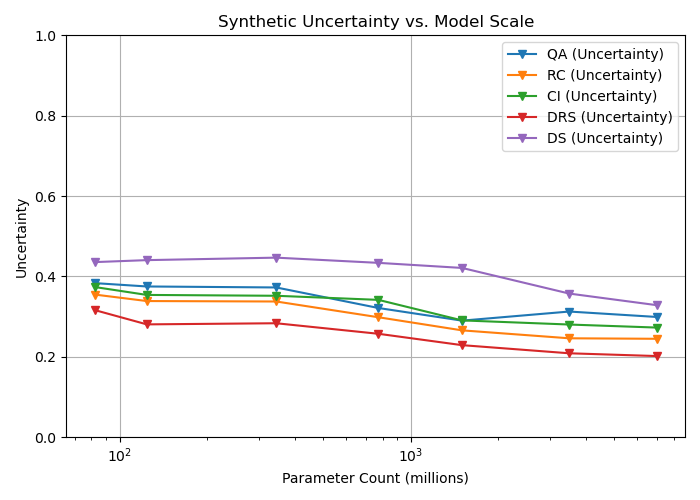 Synthetic Uncertainty vs. Model Scale
1.0
0.8
0.6
0.4
0.2
0.0
Uncertainty
QA (Uncertainty)
RC (Uncertainty)
CI (Uncertainty)
DRS (Uncertainty)
DS (Uncertainty)
10² 10³
Parameter Count (millions)